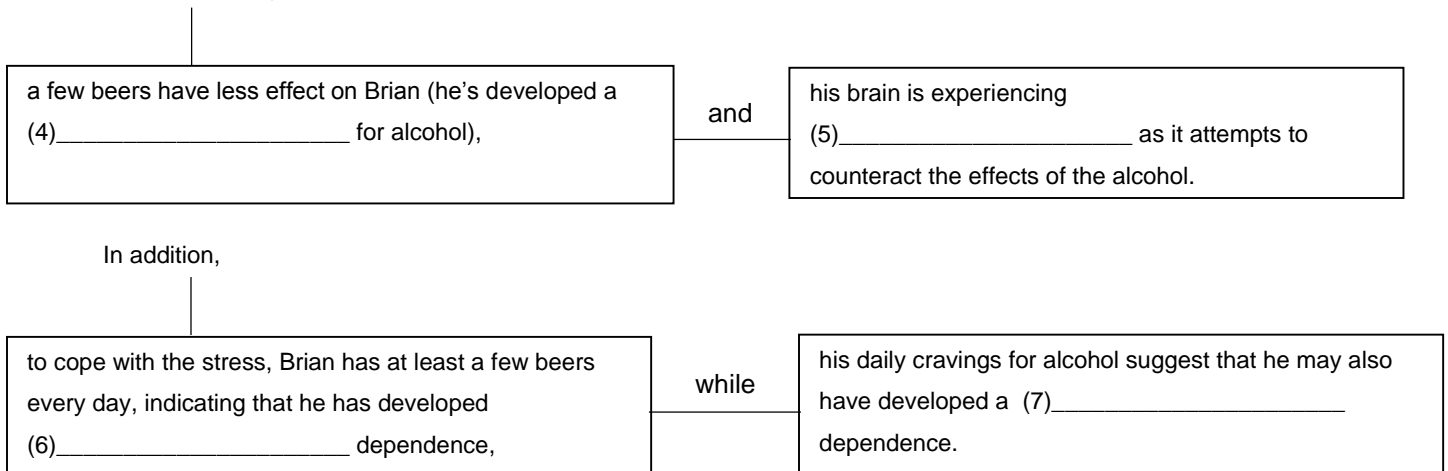 a few beers have less effect on Brian (he's developed a
(4)______________________ for alcohol),
and
his brain is experiencing
(5)______________________ as it attempts to
counteract the effects of the alcohol.
In addition,
to cope with the stress, Brian has at least a few beers
every day, indicating that he has developed
(6)______________________ dependence,
while
his daily cravings for alcohol suggest that he may also
have developed a (7)______________________
dependence.